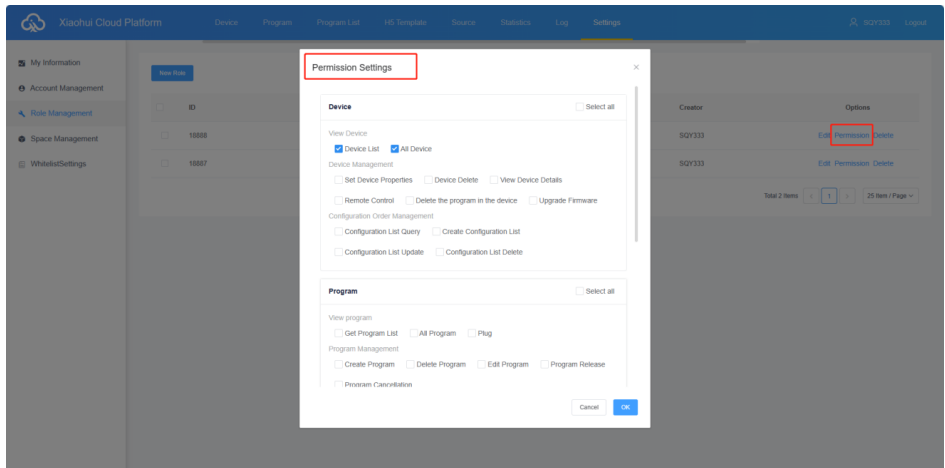 Xiaohui Cloud Platform Device Program Program List H5 Template Source Statistics Log Settings SQY333 Logout
My Information
Account Management
Role Management
Space Management
WhitelistSettings
New Role
ID Creator Options
18888 SQY333 Edit Permission Delete
18887 SQY333 Edit Permission Delete
Total 2 Items 1 25 Item / Page
Permission Settings
Device Select all
View Device
Device List All Device
Device Management
Set Device Properties Device Delete View Device Details
Remote Control Delete the program in the device Upgrade Firmware
Configuration Order Management
Configuration List Query Create Configuration List
Configuration List Update Configuration List Delete
Program Select all
View program
Get Program List All Program Plug
Program Management
Create Program Delete Program Edit Program Program Release
Program Cancellation
Cancel OK